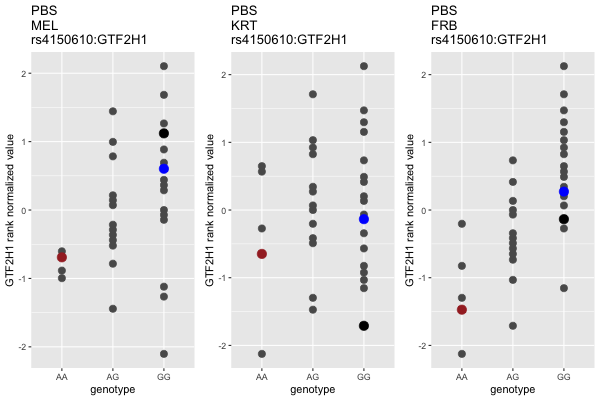 PBS
MEL
rs4150610:GTF2H1
GTF2H1 rank normalized value
2
1
0
-1
-2
AA AG GG
genotype
PBS
KRT
rs4150610:GTF2H1
GTF2H1 rank normalized value
2
1
0
-1
-2
AA AG GG
genotype
PBS
FRB
rs4150610:GTF2H1
GTF2H1 rank normalized value
2
1
0
-1
-2
AA AG GG
genotype